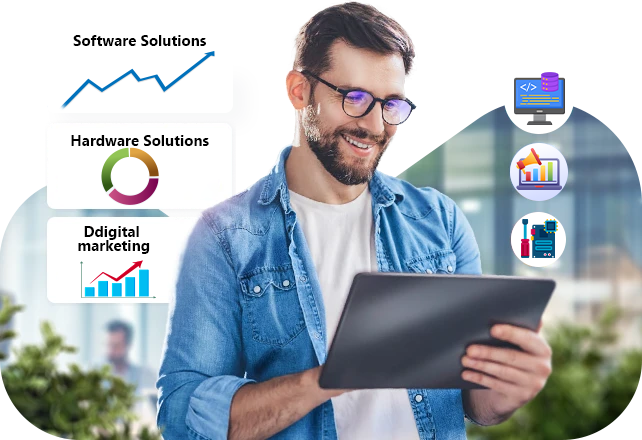 Software Solutions
Hardware Solutions
Ddigital
marketing
</>